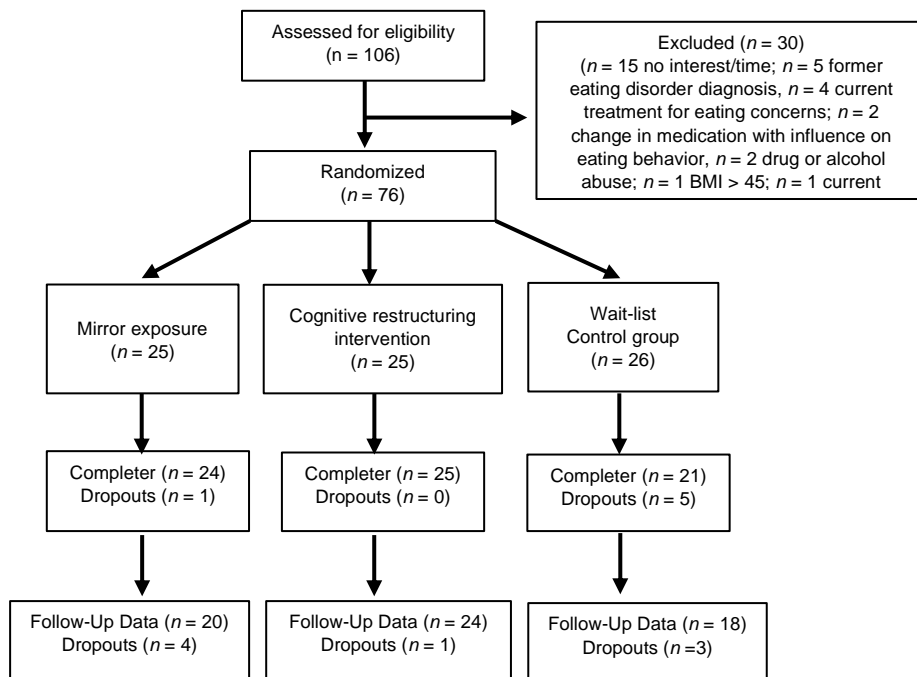 Assessed for eligibility
(n = 106)
Excluded (n = 30)
(n = 15 no interest/time; n = 5 former
eating disorder diagnosis, n = 4 current
treatment for eating concerns; n = 2
change in medication with influence on
eating behavior, n = 2 drug or alcohol
abuse; n = 1 BMI > 45; n = 1 current
Randomized
(n = 76)
Mirror exposure
(n = 25)
Cognitive restructuring
intervention
(n = 25)
Wait-list
Control group
(n = 26)
Completer (n = 24)
Dropouts (n = 1)
Completer (n = 25)
Dropouts (n = 0)
Completer (n = 21)
Dropouts (n = 5)
Follow-Up Data (n = 20)
Dropouts (n = 4)
Follow-Up Data (n = 24)
Dropouts (n = 1)
Follow-Up Data (n = 18)
Dropouts (n =3)